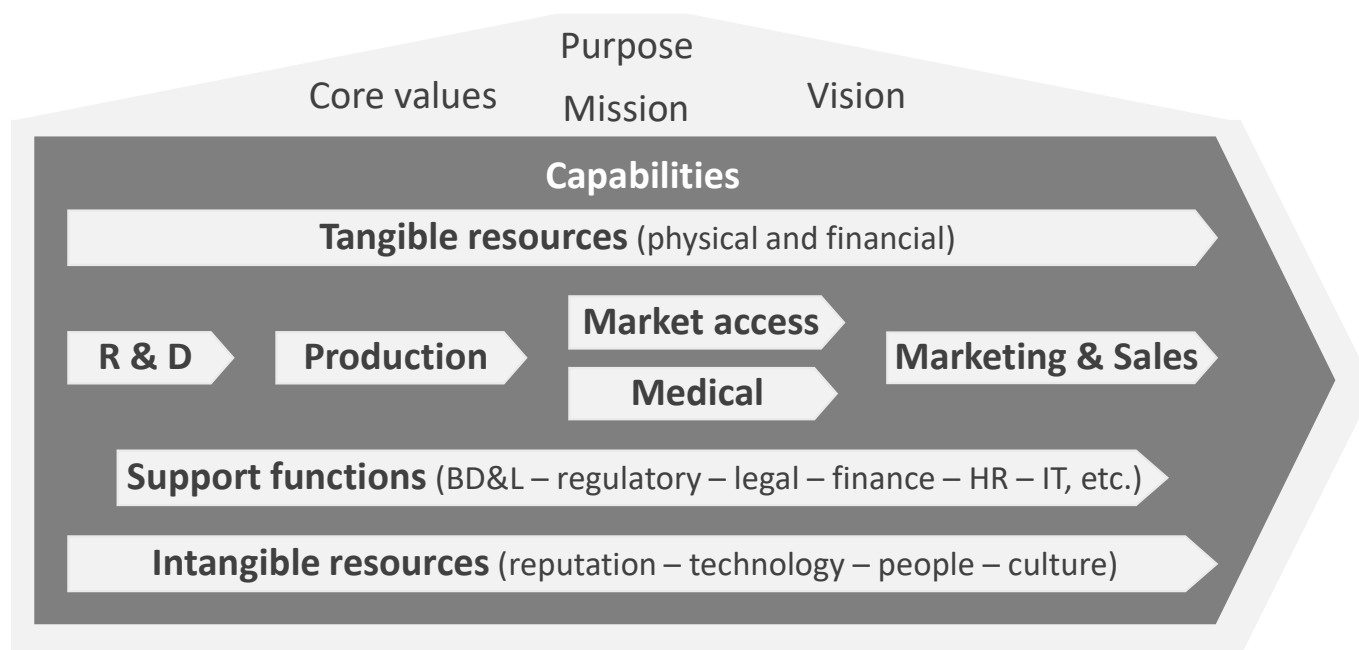 Purpose
Core values
Mission
Vision
Capabilities
Tangible resources (physical and financial)
R & D
Production
Market access
Medical
Marketing & Sales
Support functions (BD&L – regulatory – legal – finance – HR – IT, etc.)
Intangible resources (reputation – technology – people – culture)